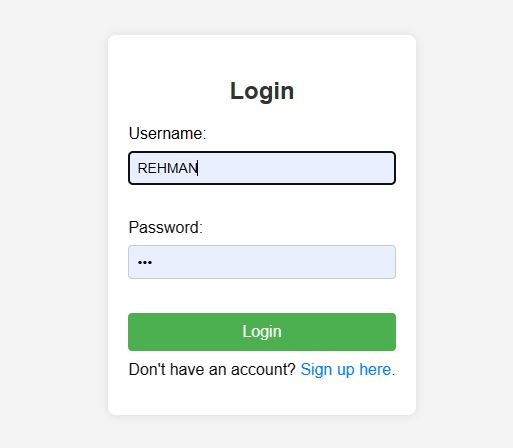 Login
Username:
REHMAN
Password:
•••
Login
Don't have an account? Sign up here.